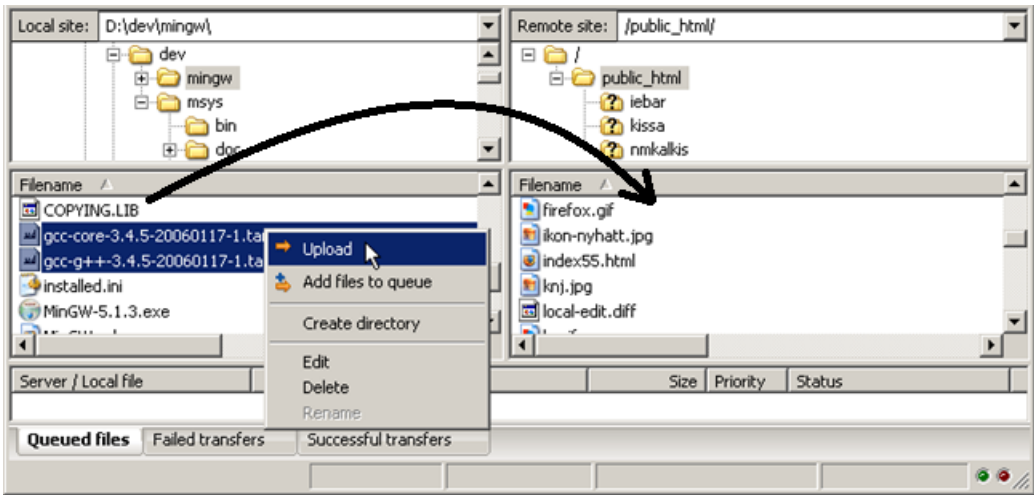 Local site: D:\dev\mingw\
dev
mingw
msys
bin
doc
Filename
COPYING.LIB
gcc-core-3.4.5-20060117-1.tar
gcc-g++-3.4.5-20060117-1.ta
installed.ini
MinGW-5.1.3.exe
Upload
Add files to queue
Create directory
Edit
Delete
Rename
Remote site: /public_html/
/
public_html
iebar
kissa
nmkalkis
Filename
firefox.gif
ikon-nyhatt.jpg
index55.html
knj.jpg
local-edit.diff
Server / Local file Size Priority Status
Queued files Failed transfers Successful transfers